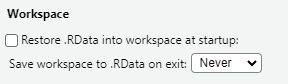 Workspace
Restore .RData into workspace at startup:
Save workspace to .RData on exit: Never